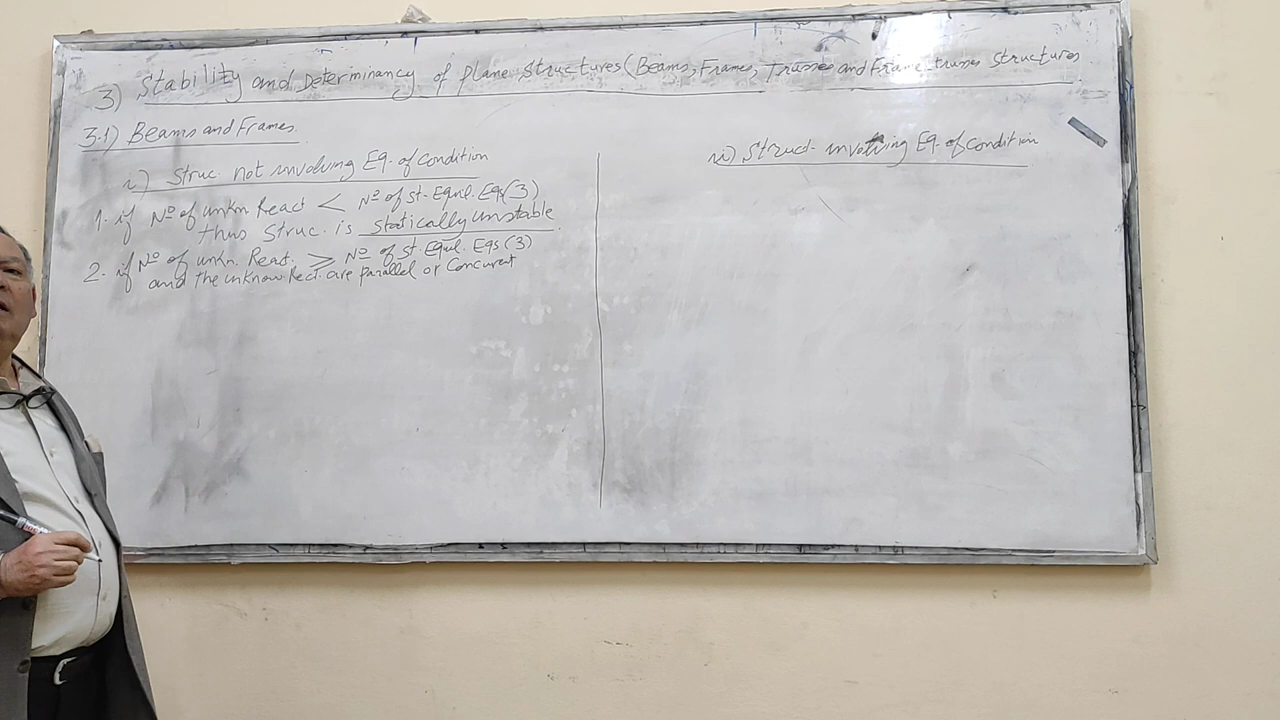 3) Stability and Determinancy of plane Structures (Beams, Frames, Trusses and Frame-trusses Structures
3.1) Beams and Frames.
i) Struc. not involving Eq. of Condition
1. if Nº of unkn React < Nº of st. Equil. Eqs (3)
thus Struc. is statically unstable.
2. if Nº of unkn. React. ≥ Nº of st. Equl. Eqs (3)
and the unknow React. are parallel or Concurent
ii) Struct. involving Eq. of Condition